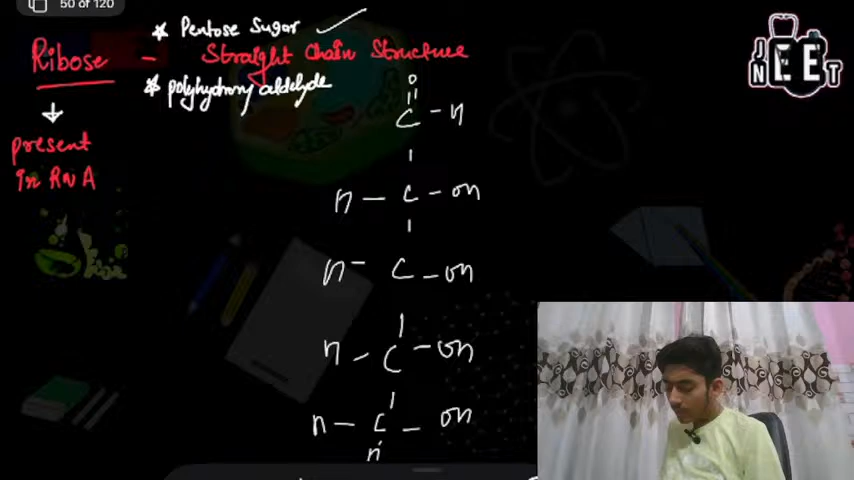 50 of 120
* Pentose Sugar ✓
Ribose - Straight Chain Structure
* polyhydroxy aldehyde
↓
present
In RNA
O
||
C - H
|
H - C - OH
|
H - C - OH
|
H - C - OH
|
H - C - OH
H
J NEET